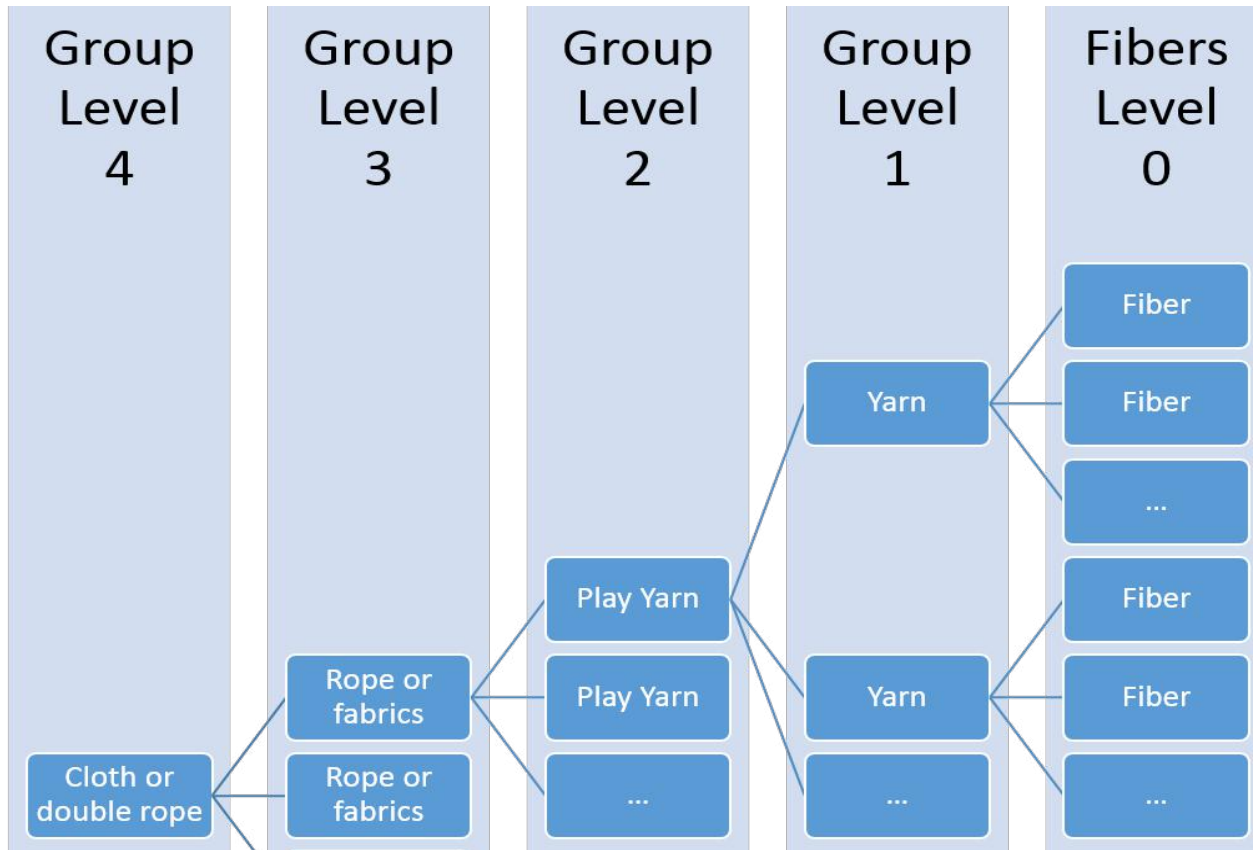 Group
Level
4
Group
Level
3
Group
Level
2
Group
Level
1
Fibers
Level
0
Fiber
Yarn
Fiber
...
Play Yarn
Fiber
Rope or
fabrics
Play Yarn
Yarn
Fiber
Cloth or
double rope
Rope or
fabrics
...
...
...